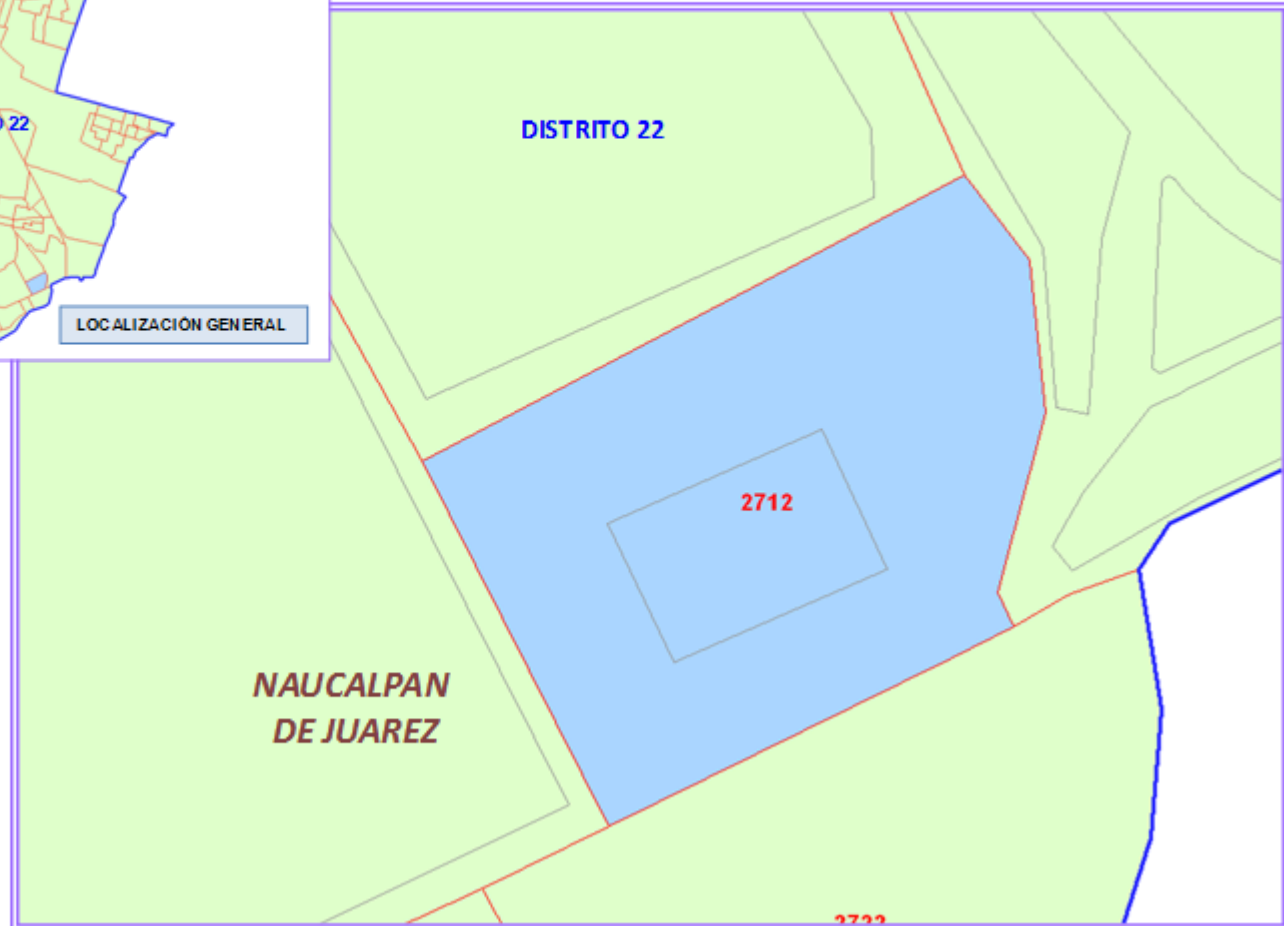 DISTRITO 22
22
LOCALIZACIÓN GENERAL
2712
NAUCALPAN
DE JUAREZ